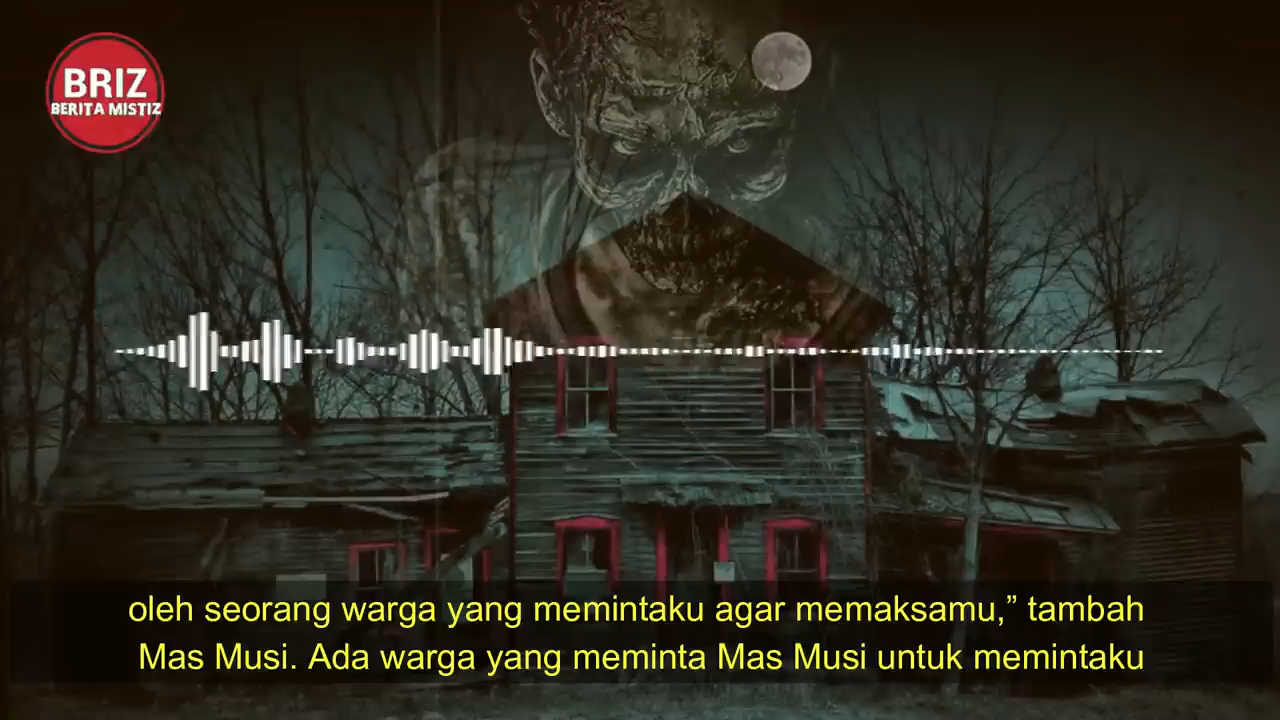 BRIZ
BERITA MISTIZ
oleh seorang warga yang memintaku agar memaksamu,” tambah
Mas Musi. Ada warga yang meminta Mas Musi untuk memintaku